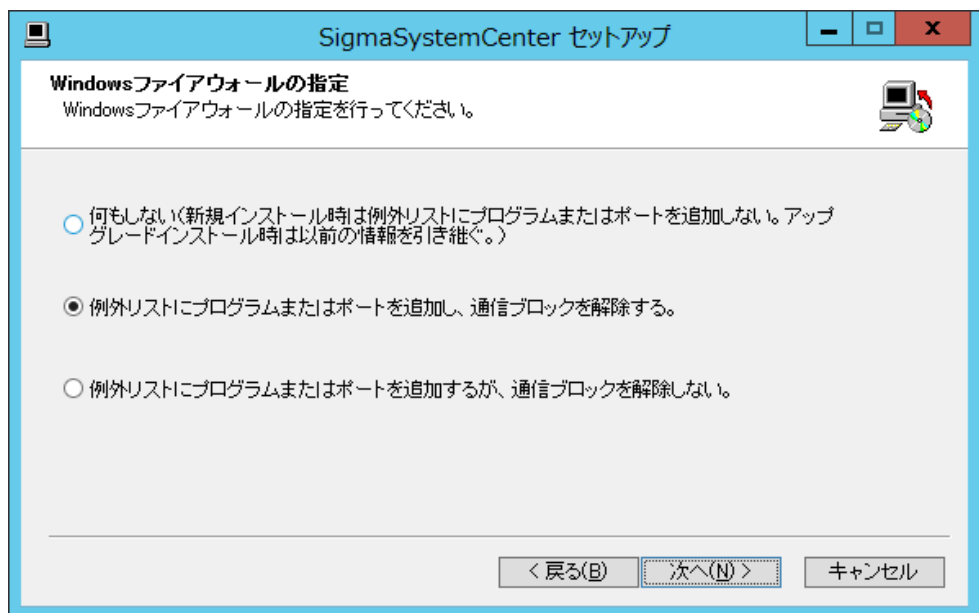 SigmaSystemCenter セットアップ
Windowsファイアウォールの指定
Windowsファイアウォールの指定を行ってください。
何もしない(新規インストール時は例外リストにプログラムまたはポートを追加しない。アップ
グレードインストール時は以前の情報を引き継ぐ。)
例外リストにプログラムまたはポートを追加し、通信ブロックを解除する。
例外リストにプログラムまたはポートを追加するが、通信ブロックを解除しない。
< 戻る(B)
次へ(N) >
キャンセル